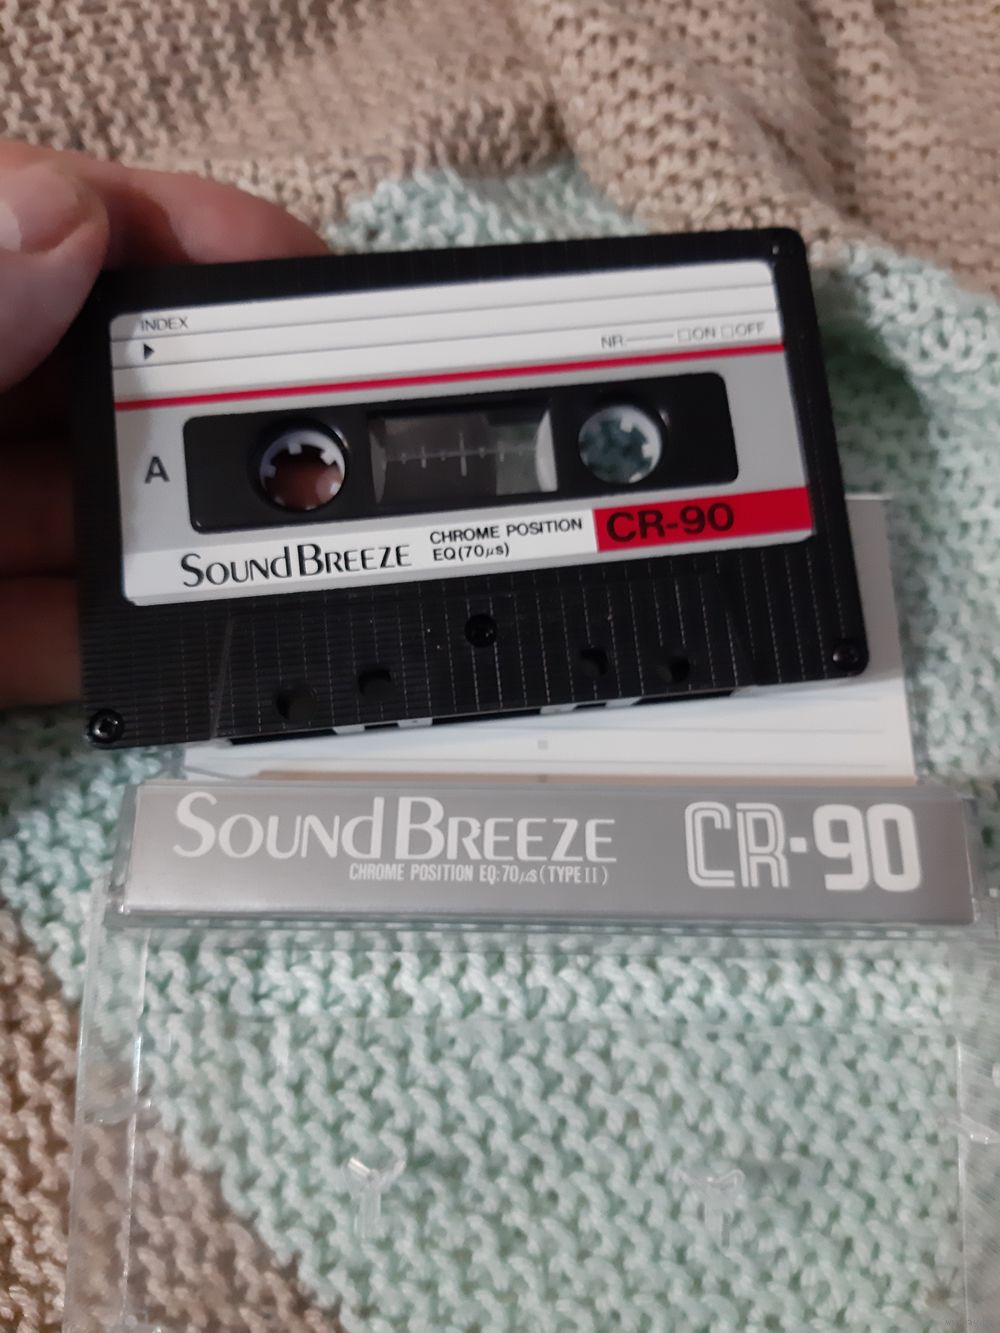 INDEX
NR. ☐ON ☐OFF
A
SOUNDBREEZE
CHROME POSITION
EQ(70μs)
CR-90
SOUNDBREEZE
CHROME POSITION EQ:70μs(TYPE II)
CR-90